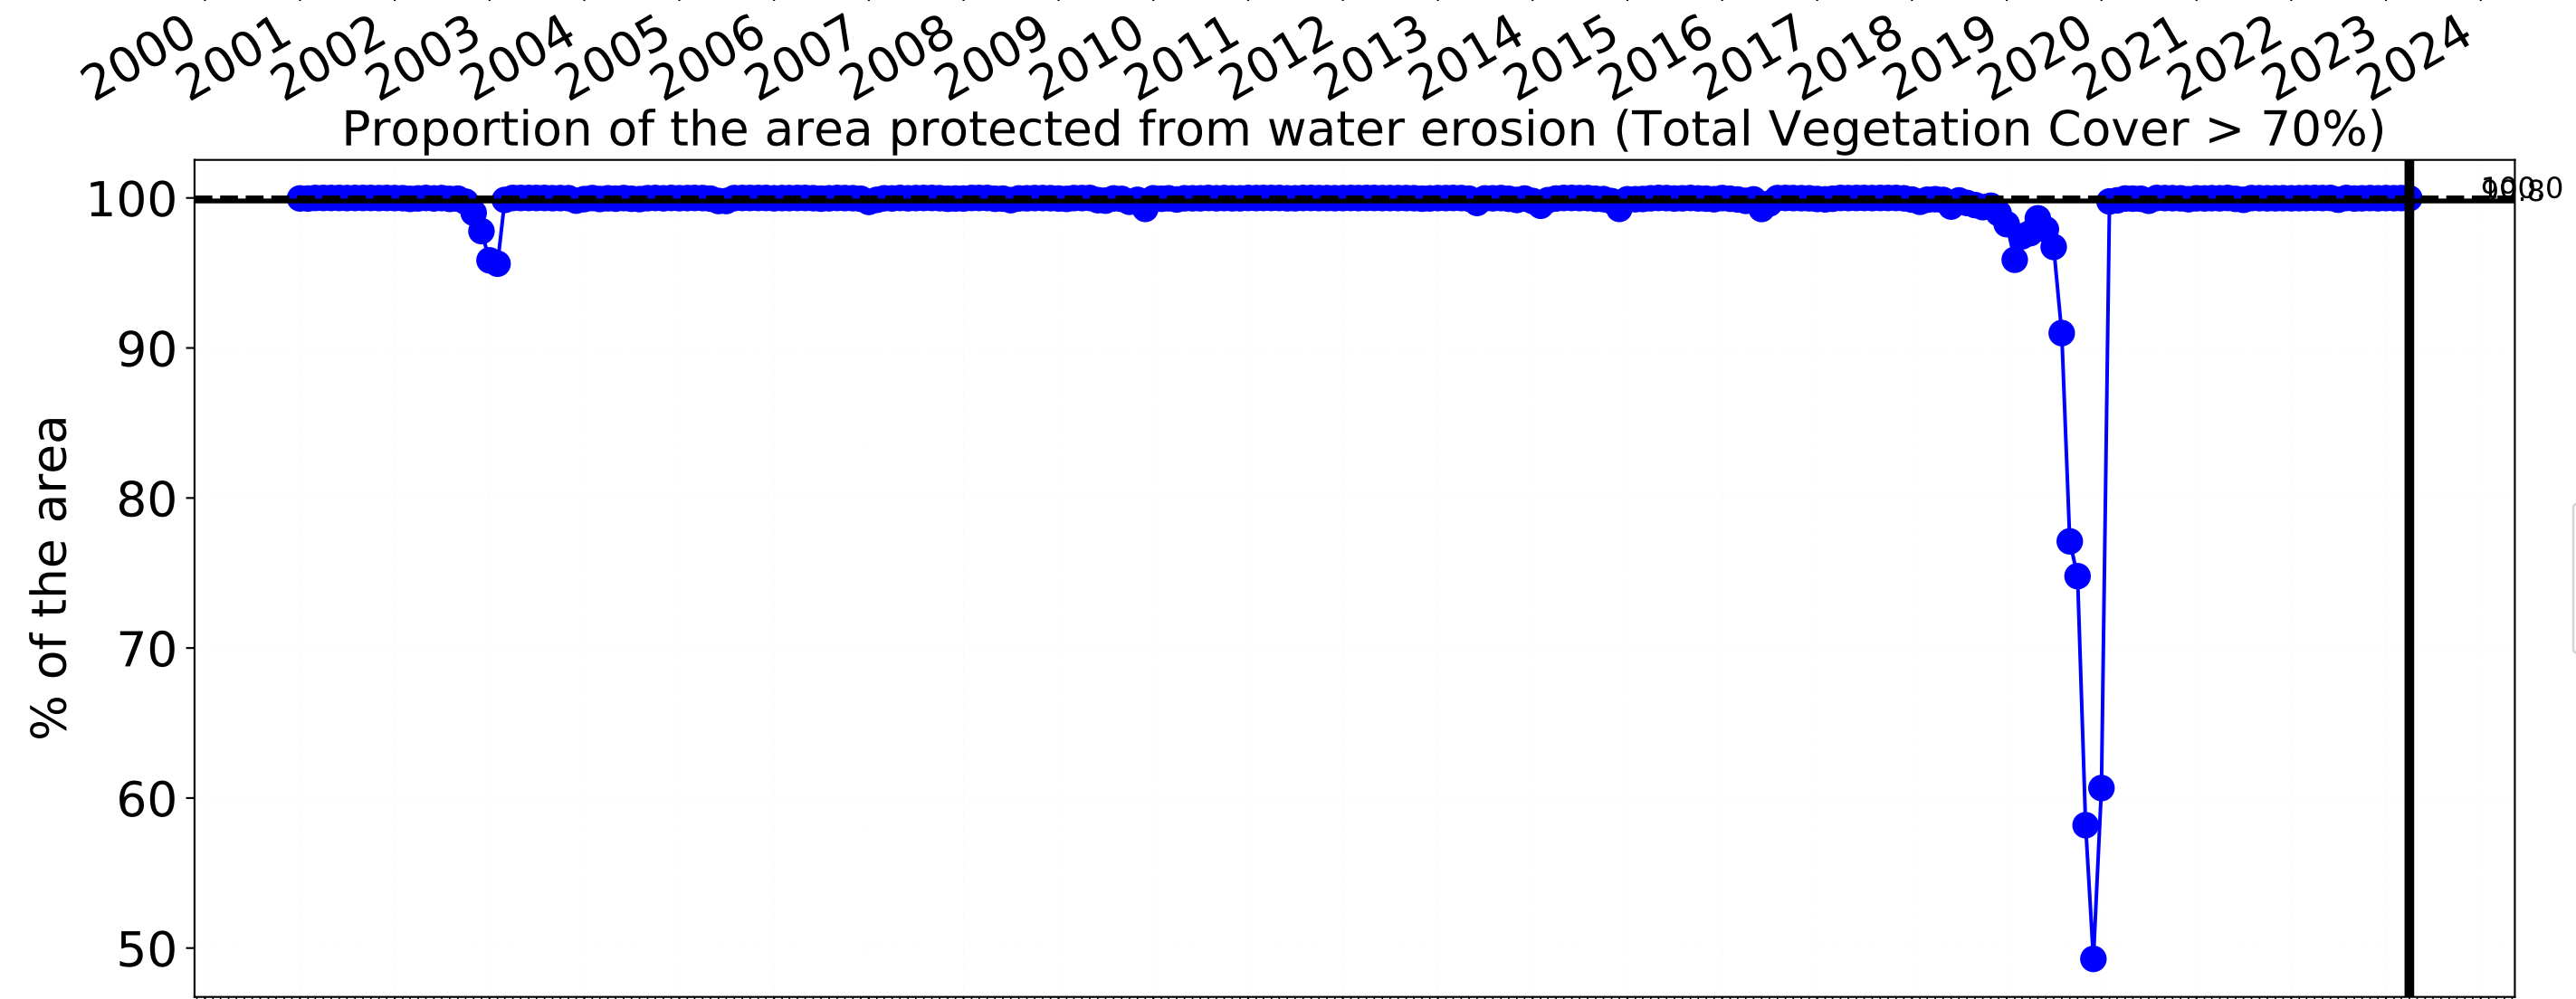 2000 2001 2002 2003 2004 2005 2006 2007 2008 2009 2010 2011 2012 2013 2014 2015 2016 2017 2018 2019 2020 2021 2022 2023 2024
Proportion of the area protected from water erosion (Total Vegetation Cover > 70%)
100
90
80
70
60
50
% of the area